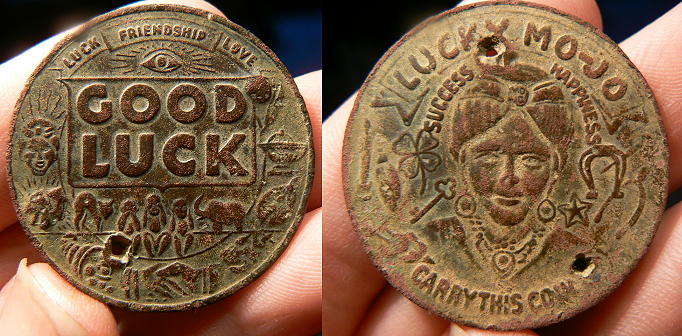 LUCK FRIENDSHIP LOVE
GOOD
LUCK
LUCKY MO-JO
SUCCESS
HAPPINESS
CARRY THIS COIN